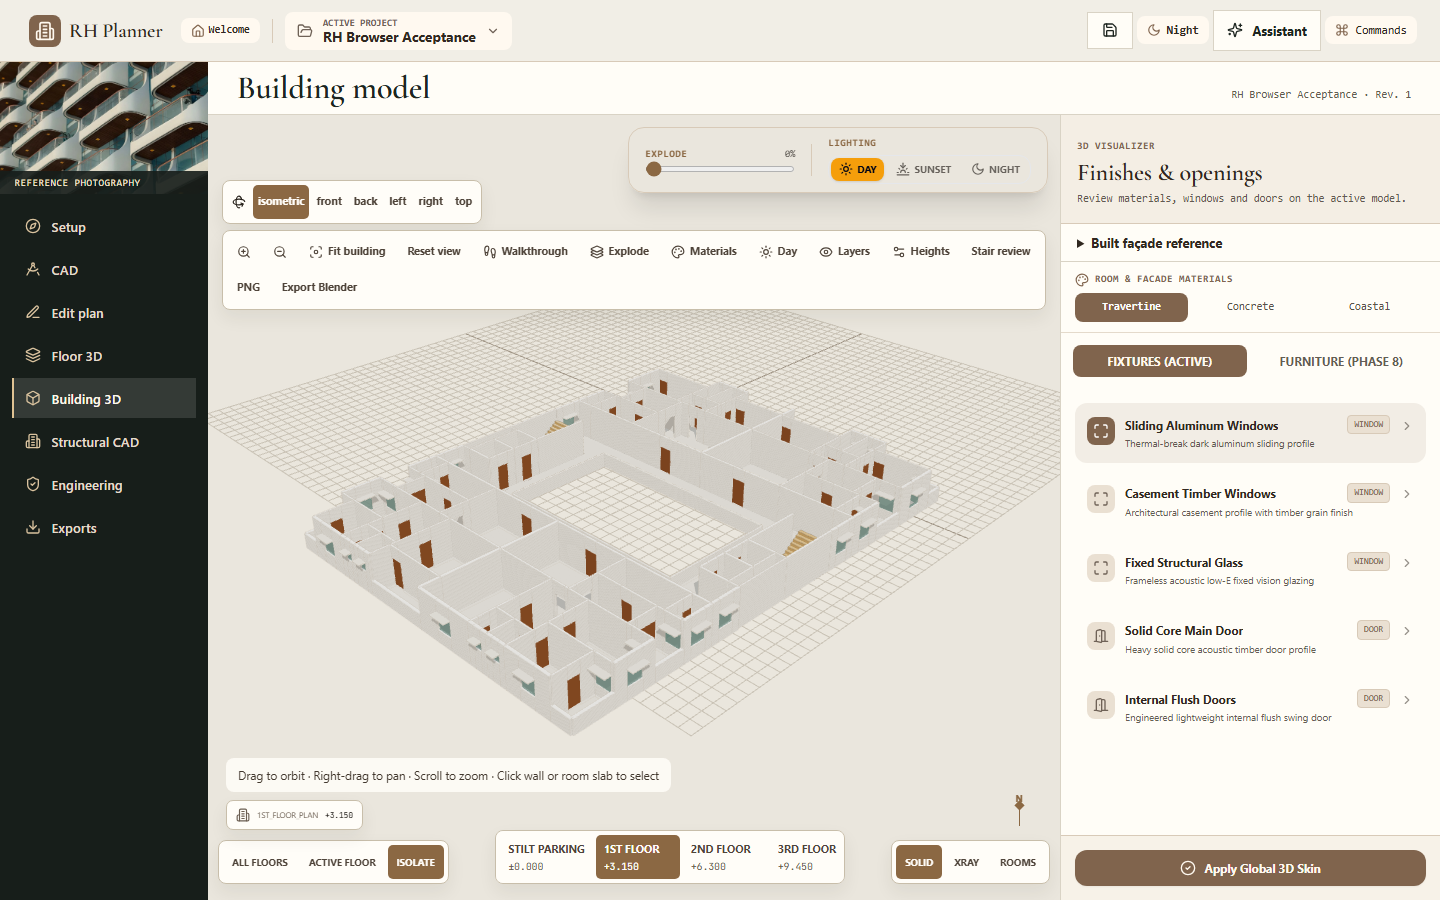 RH Planner
Welcome
ACTIVE PROJECT
RH Browser Acceptance
Night
Assistant
Commands
REFERENCE PHOTOGRAPHY
Setup
CAD
Edit plan
Floor 3D
Building 3D
Structural CAD
Engineering
Exports
Building model
RH Browser Acceptance · Rev. 1
EXPLODE 0%
LIGHTING
DAY SUNSET NIGHT
isometric front back left right top
Fit building Reset view Walkthrough Explode Materials Day Layers Heights Stair review
PNG Export Blender
Drag to orbit · Right-drag to pan · Scroll to zoom · Click wall or room slab to select
1ST_FLOOR_PLAN +3.150
N
ALL FLOORS ACTIVE FLOOR ISOLATE
STILT PARKING 1ST FLOOR 2ND FLOOR 3RD FLOOR
±0.000 +3.150 +6.300 +9.450
SOLID XRAY ROOMS
3D VISUALIZER
Finishes & openings
Review materials, windows and doors on the active model.
Built façade reference
ROOM & FACADE MATERIALS
Travertine Concrete Coastal
FIXTURES (ACTIVE) FURNITURE (PHASE 8)
Sliding Aluminum Windows WINDOW
Thermal-break dark aluminum sliding profile
Casement Timber Windows WINDOW
Architectural casement profile with timber grain finish
Fixed Structural Glass WINDOW
Frameless acoustic low-E fixed vision glazing
Solid Core Main Door DOOR
Heavy solid core acoustic timber door profile
Internal Flush Doors DOOR
Engineered lightweight internal flush swing door
Apply Global 3D Skin